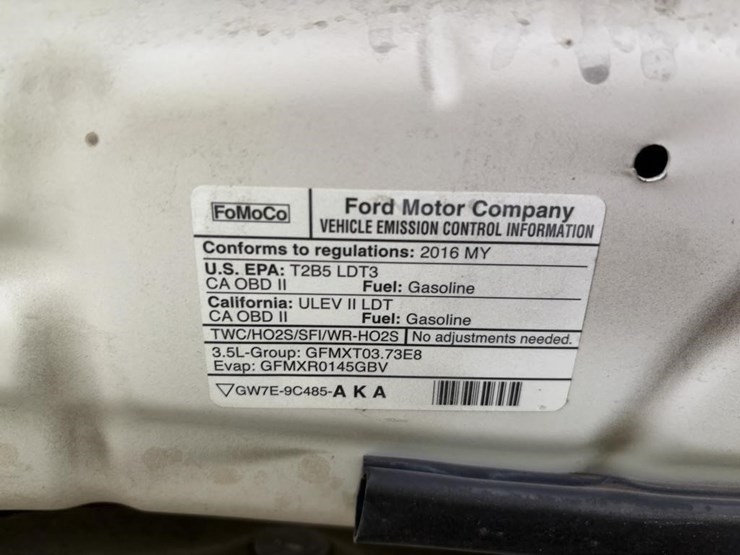 FoMoCo
Ford Motor Company
VEHICLE EMISSION CONTROL INFORMATION
Conforms to regulations: 2016 MY
U.S. EPA: T2B5 LDT3
CA OBD II Fuel: Gasoline
California: ULEV II LDT
CA OBD II Fuel: Gasoline
TWC/HO2S/SFI/WR-HO2S No adjustments needed.
3.5L-Group: GFMXT03.73E8
Evap: GFMXR0145GBV
GW7E-9C485-A K A